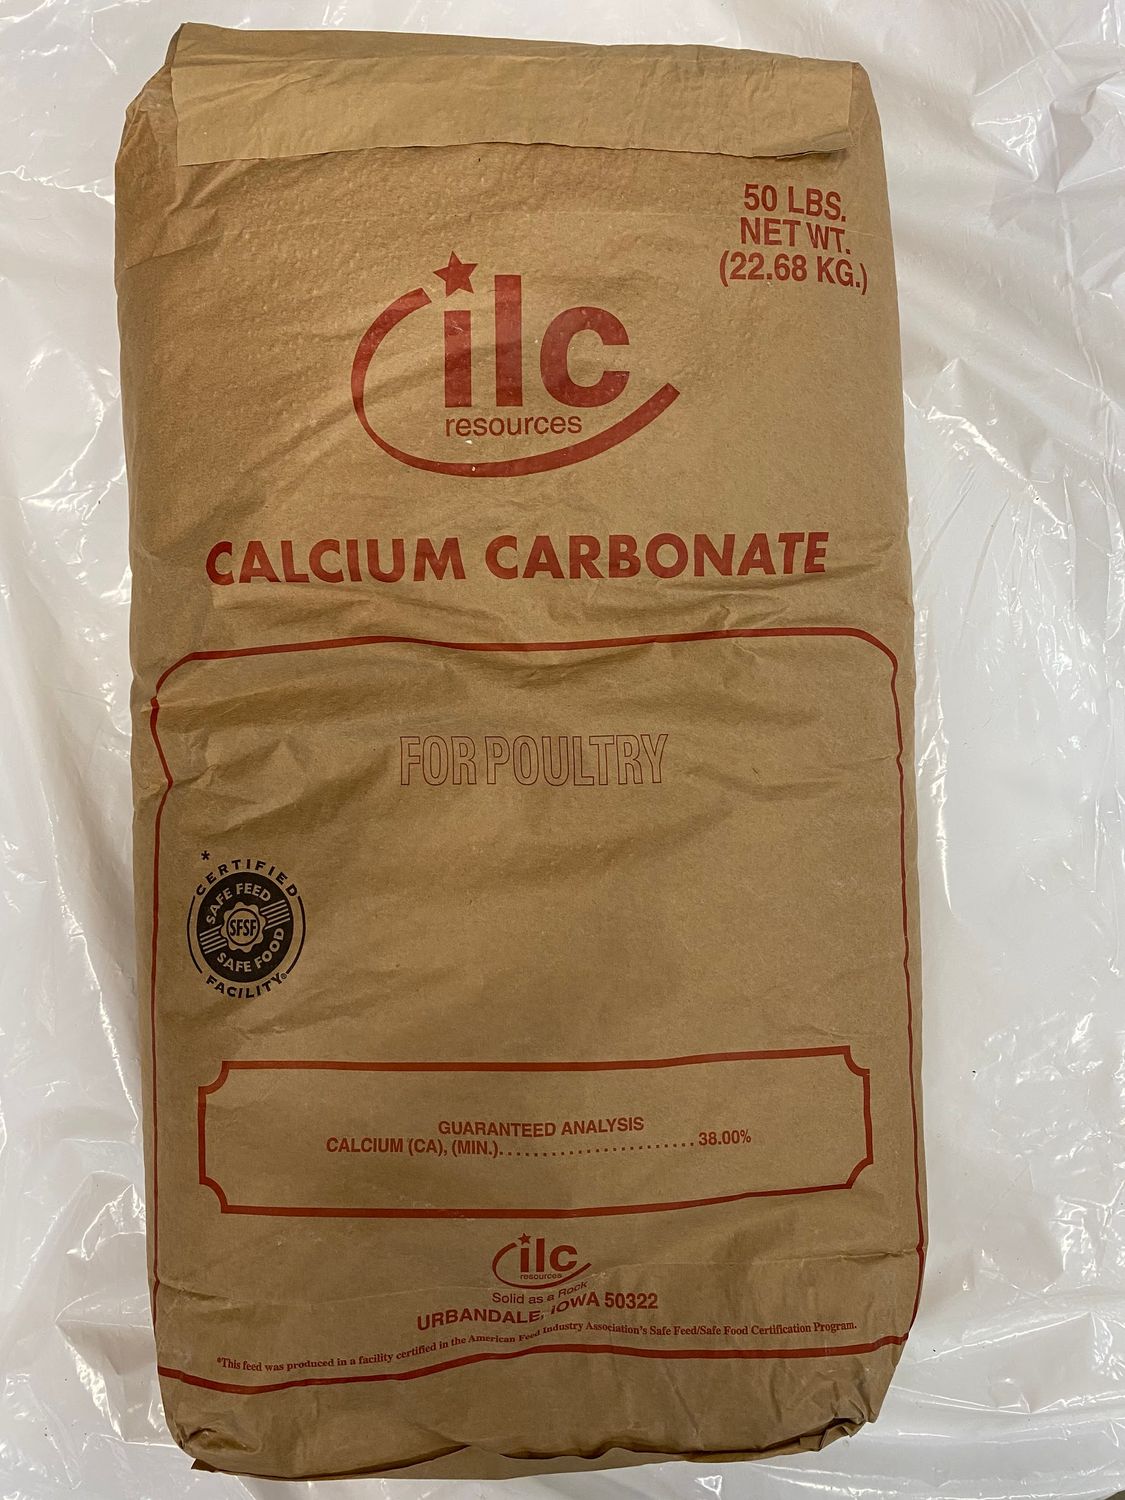 50 LBS.
NET WT.
(22.68 KG.)
ilc
resources
CALCIUM CARBONATE
FOR POULTRY
*
CERTIFIED
SAFE FEED
SFSF
SAFE FOOD
FACILITY®
GUARANTEED ANALYSIS
CALCIUM (CA), (MIN.)........................38.00%
ilc
resources
Solid as a Rock
URBANDALE, IOWA 50322
*This feed was produced in a facility certified in the American Feed Industry Association's Safe Feed/Safe Food Certification Program.